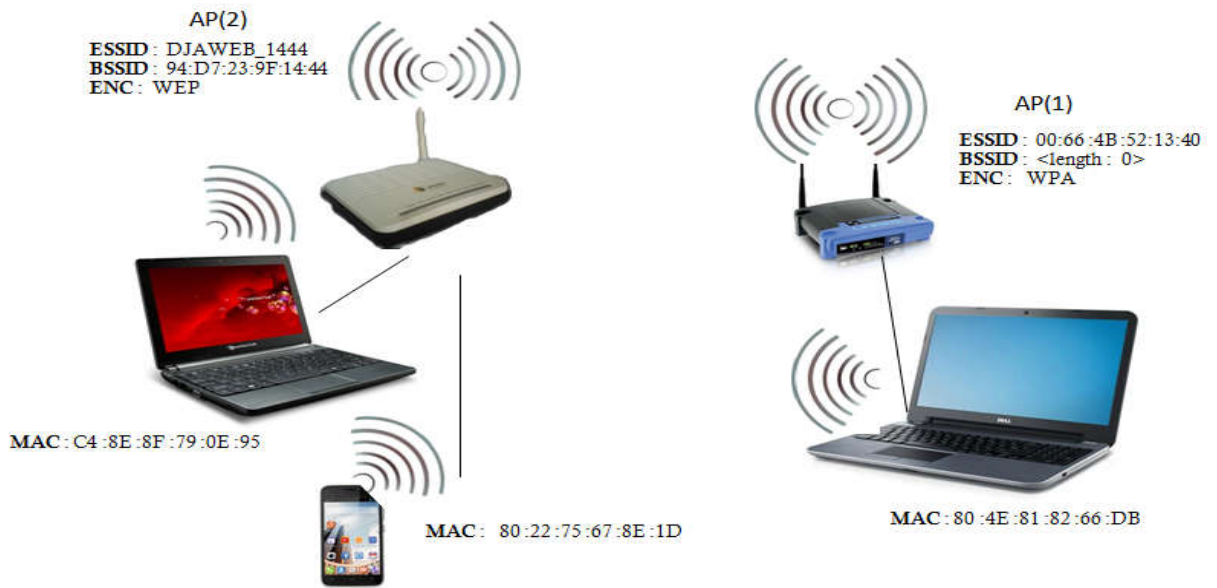 AP(2)
ESSID : DJAWEB_1444
BSSID : 94:D7:23:9F:14:44
ENC : WEP
AP(1)
ESSID : 00:66:4B:52:13:40
BSSID : <length : 0>
ENC : WPA
MAC : C4 :8E :8F :79 :0E :95
MAC : 80:22:75:67:8E:1D
DELL
MAC : 80 :4E :81 :82 :66 :DB